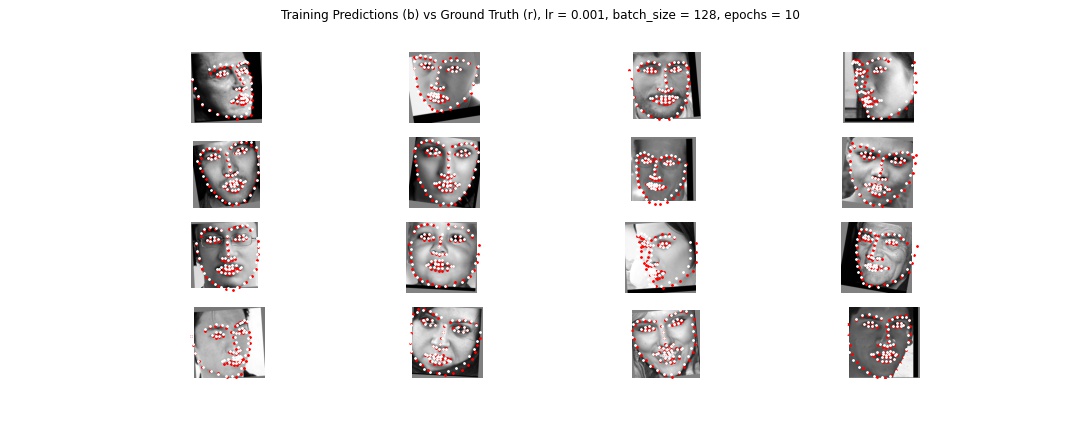 Training Predictions (b) vs Ground Truth (r), lr = 0.001, batch_size = 128, epochs = 10